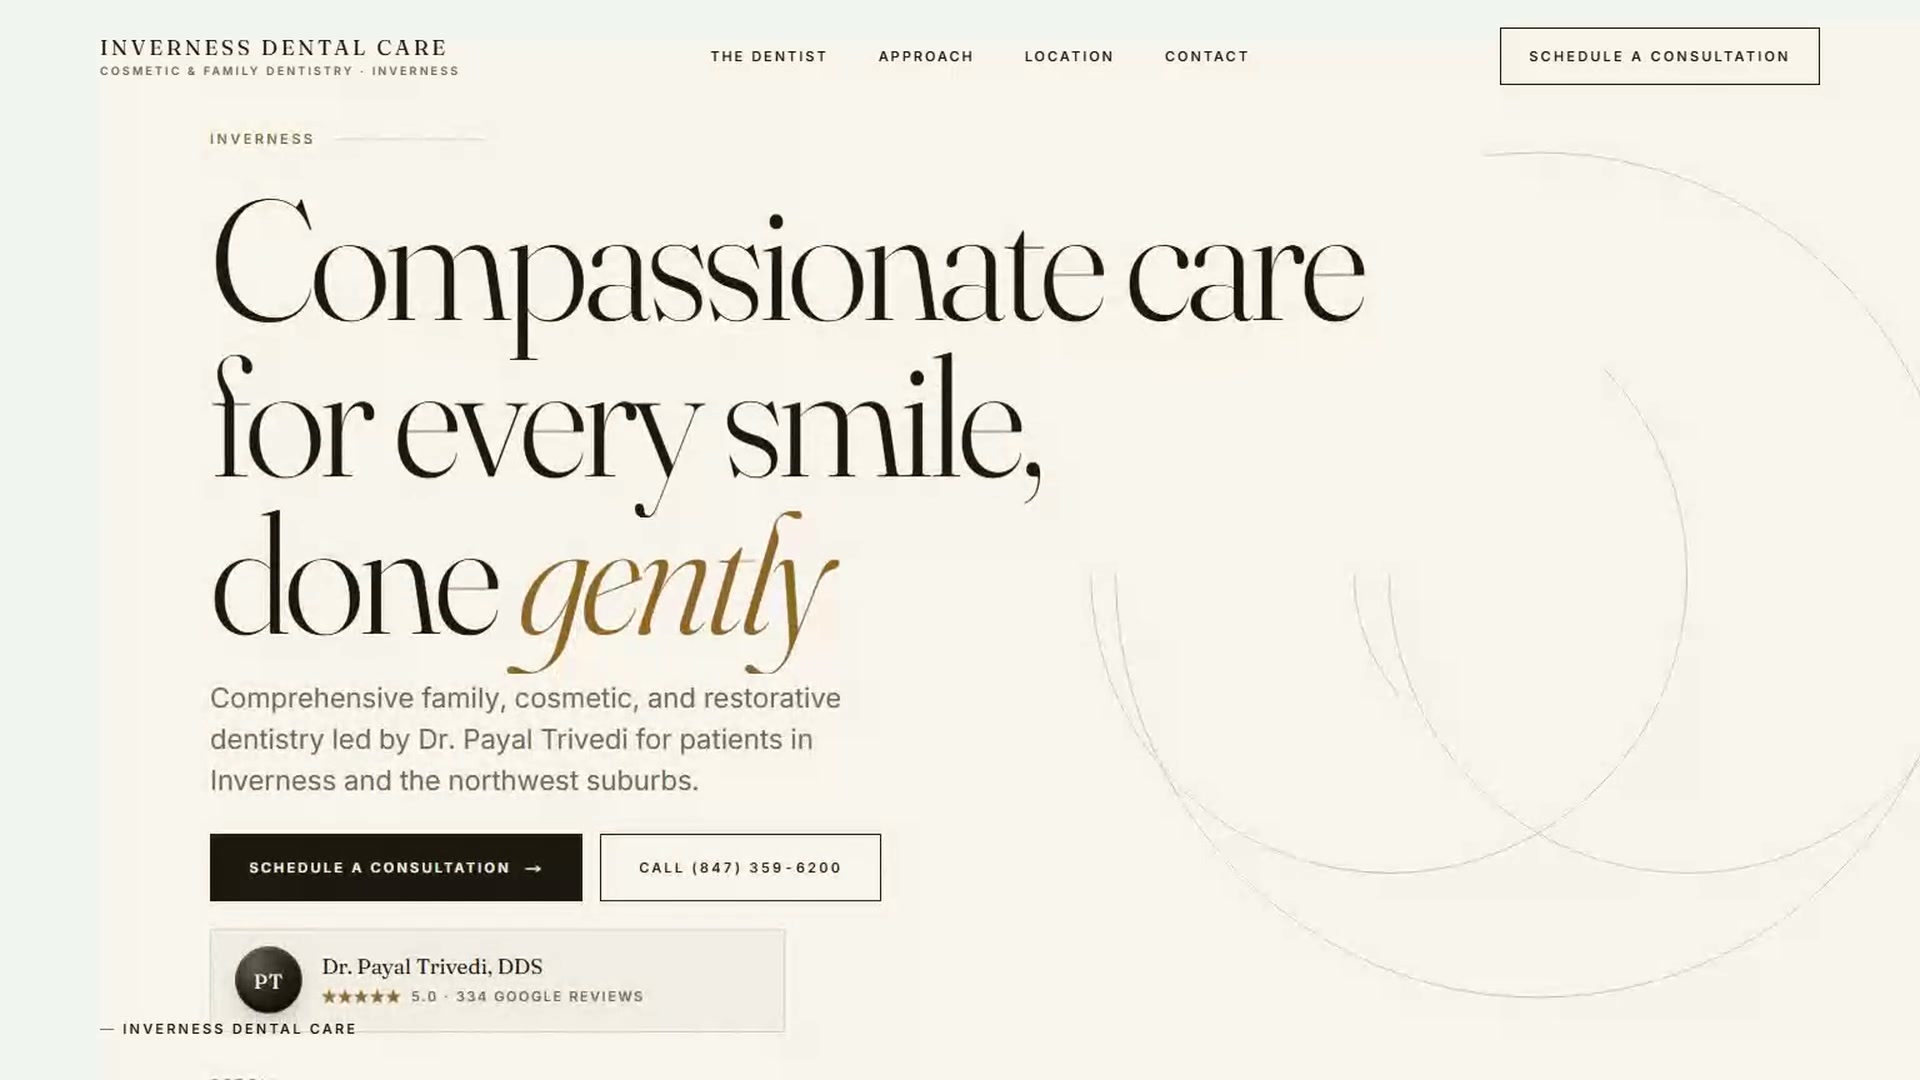 INVERNESS DENTAL CARE
COSMETIC & FAMILY DENTISTRY · INVERNESS
THE DENTIST
APPROACH
LOCATION
CONTACT
SCHEDULE A CONSULTATION
INVERNESS
Compassionate care
for every smile,
done gently
Comprehensive family, cosmetic, and restorative
dentistry led by Dr. Payal Trivedi for patients in
Inverness and the northwest suburbs.
SCHEDULE A CONSULTATION →
CALL (847) 359-6200
PT
Dr. Payal Trivedi, DDS
★★★★★ 5.0 · 334 GOOGLE REVIEWS
— INVERNESS DENTAL CARE